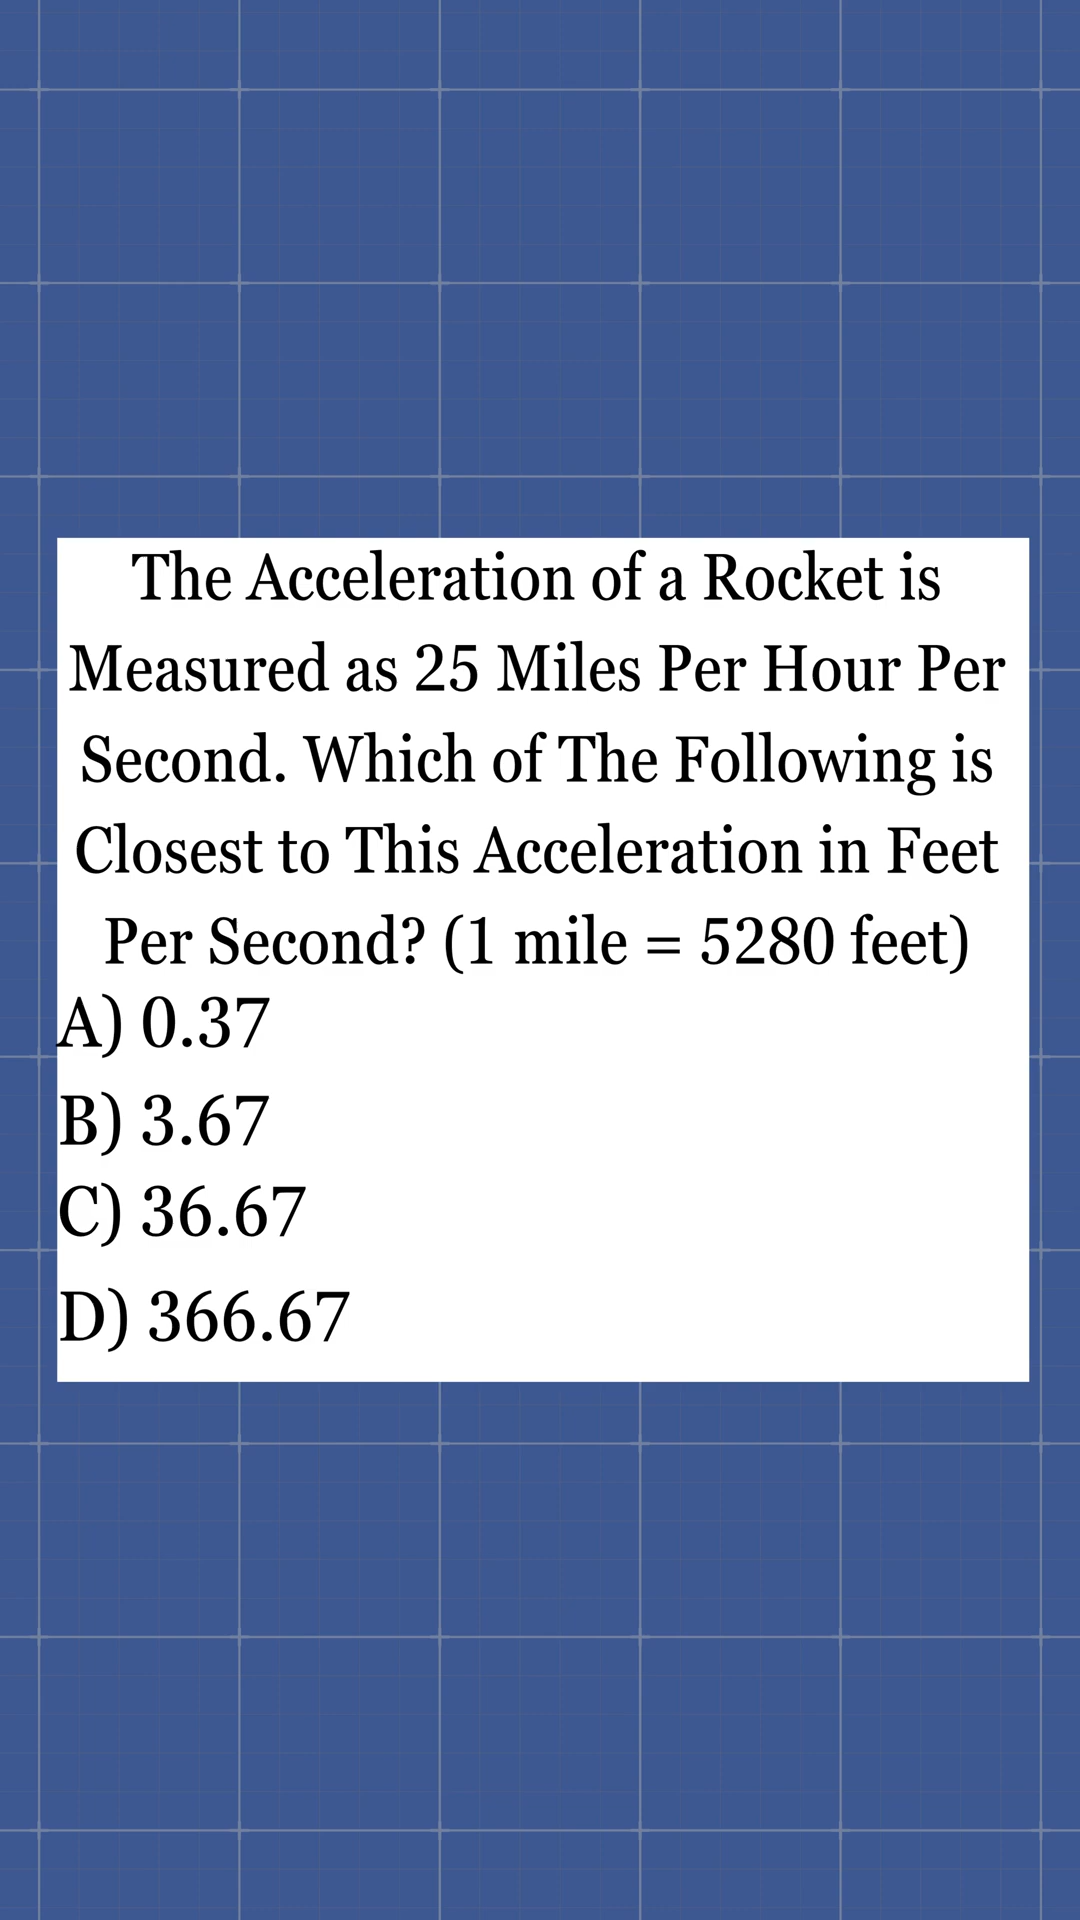 The Acceleration of a Rocket is
Measured as 25 Miles Per Hour Per
Second. Which of The Following is
Closest to This Acceleration in Feet
Per Second? (1 mile = 5280 feet)
A) 0.37
B) 3.67
C) 36.67
D) 366.67